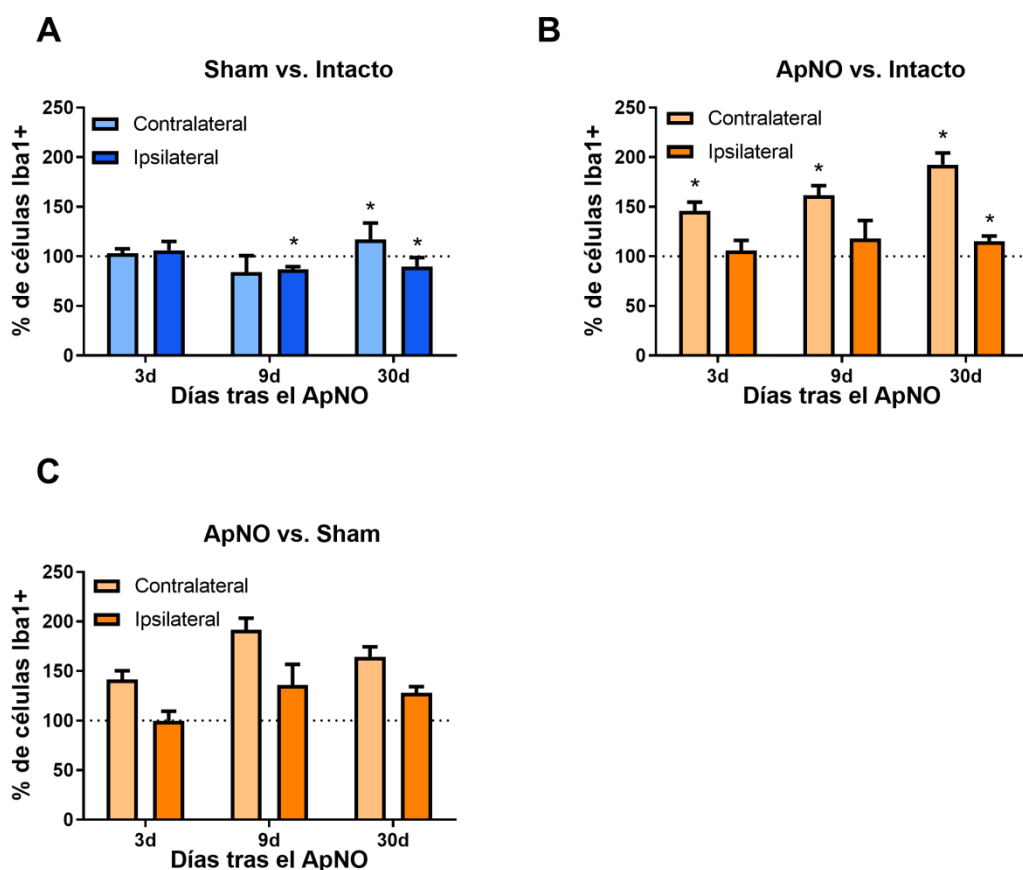 A
Sham vs. Intacto
% de células Iba1+
250
200
150
100
50
0
Contralateral
Ipsilateral
*
*
*
3d
9d
30d
Días tras el ApNO
B
ApNO vs. Intacto
% de células Iba1+
250
200
150
100
50
0
Contralateral
Ipsilateral
*
*
*
*
3d
9d
30d
Días tras el ApNO
C
ApNO vs. Sham
% de células Iba1+
250
200
150
100
50
0
Contralateral
Ipsilateral
3d
9d
30d
Días tras el ApNO